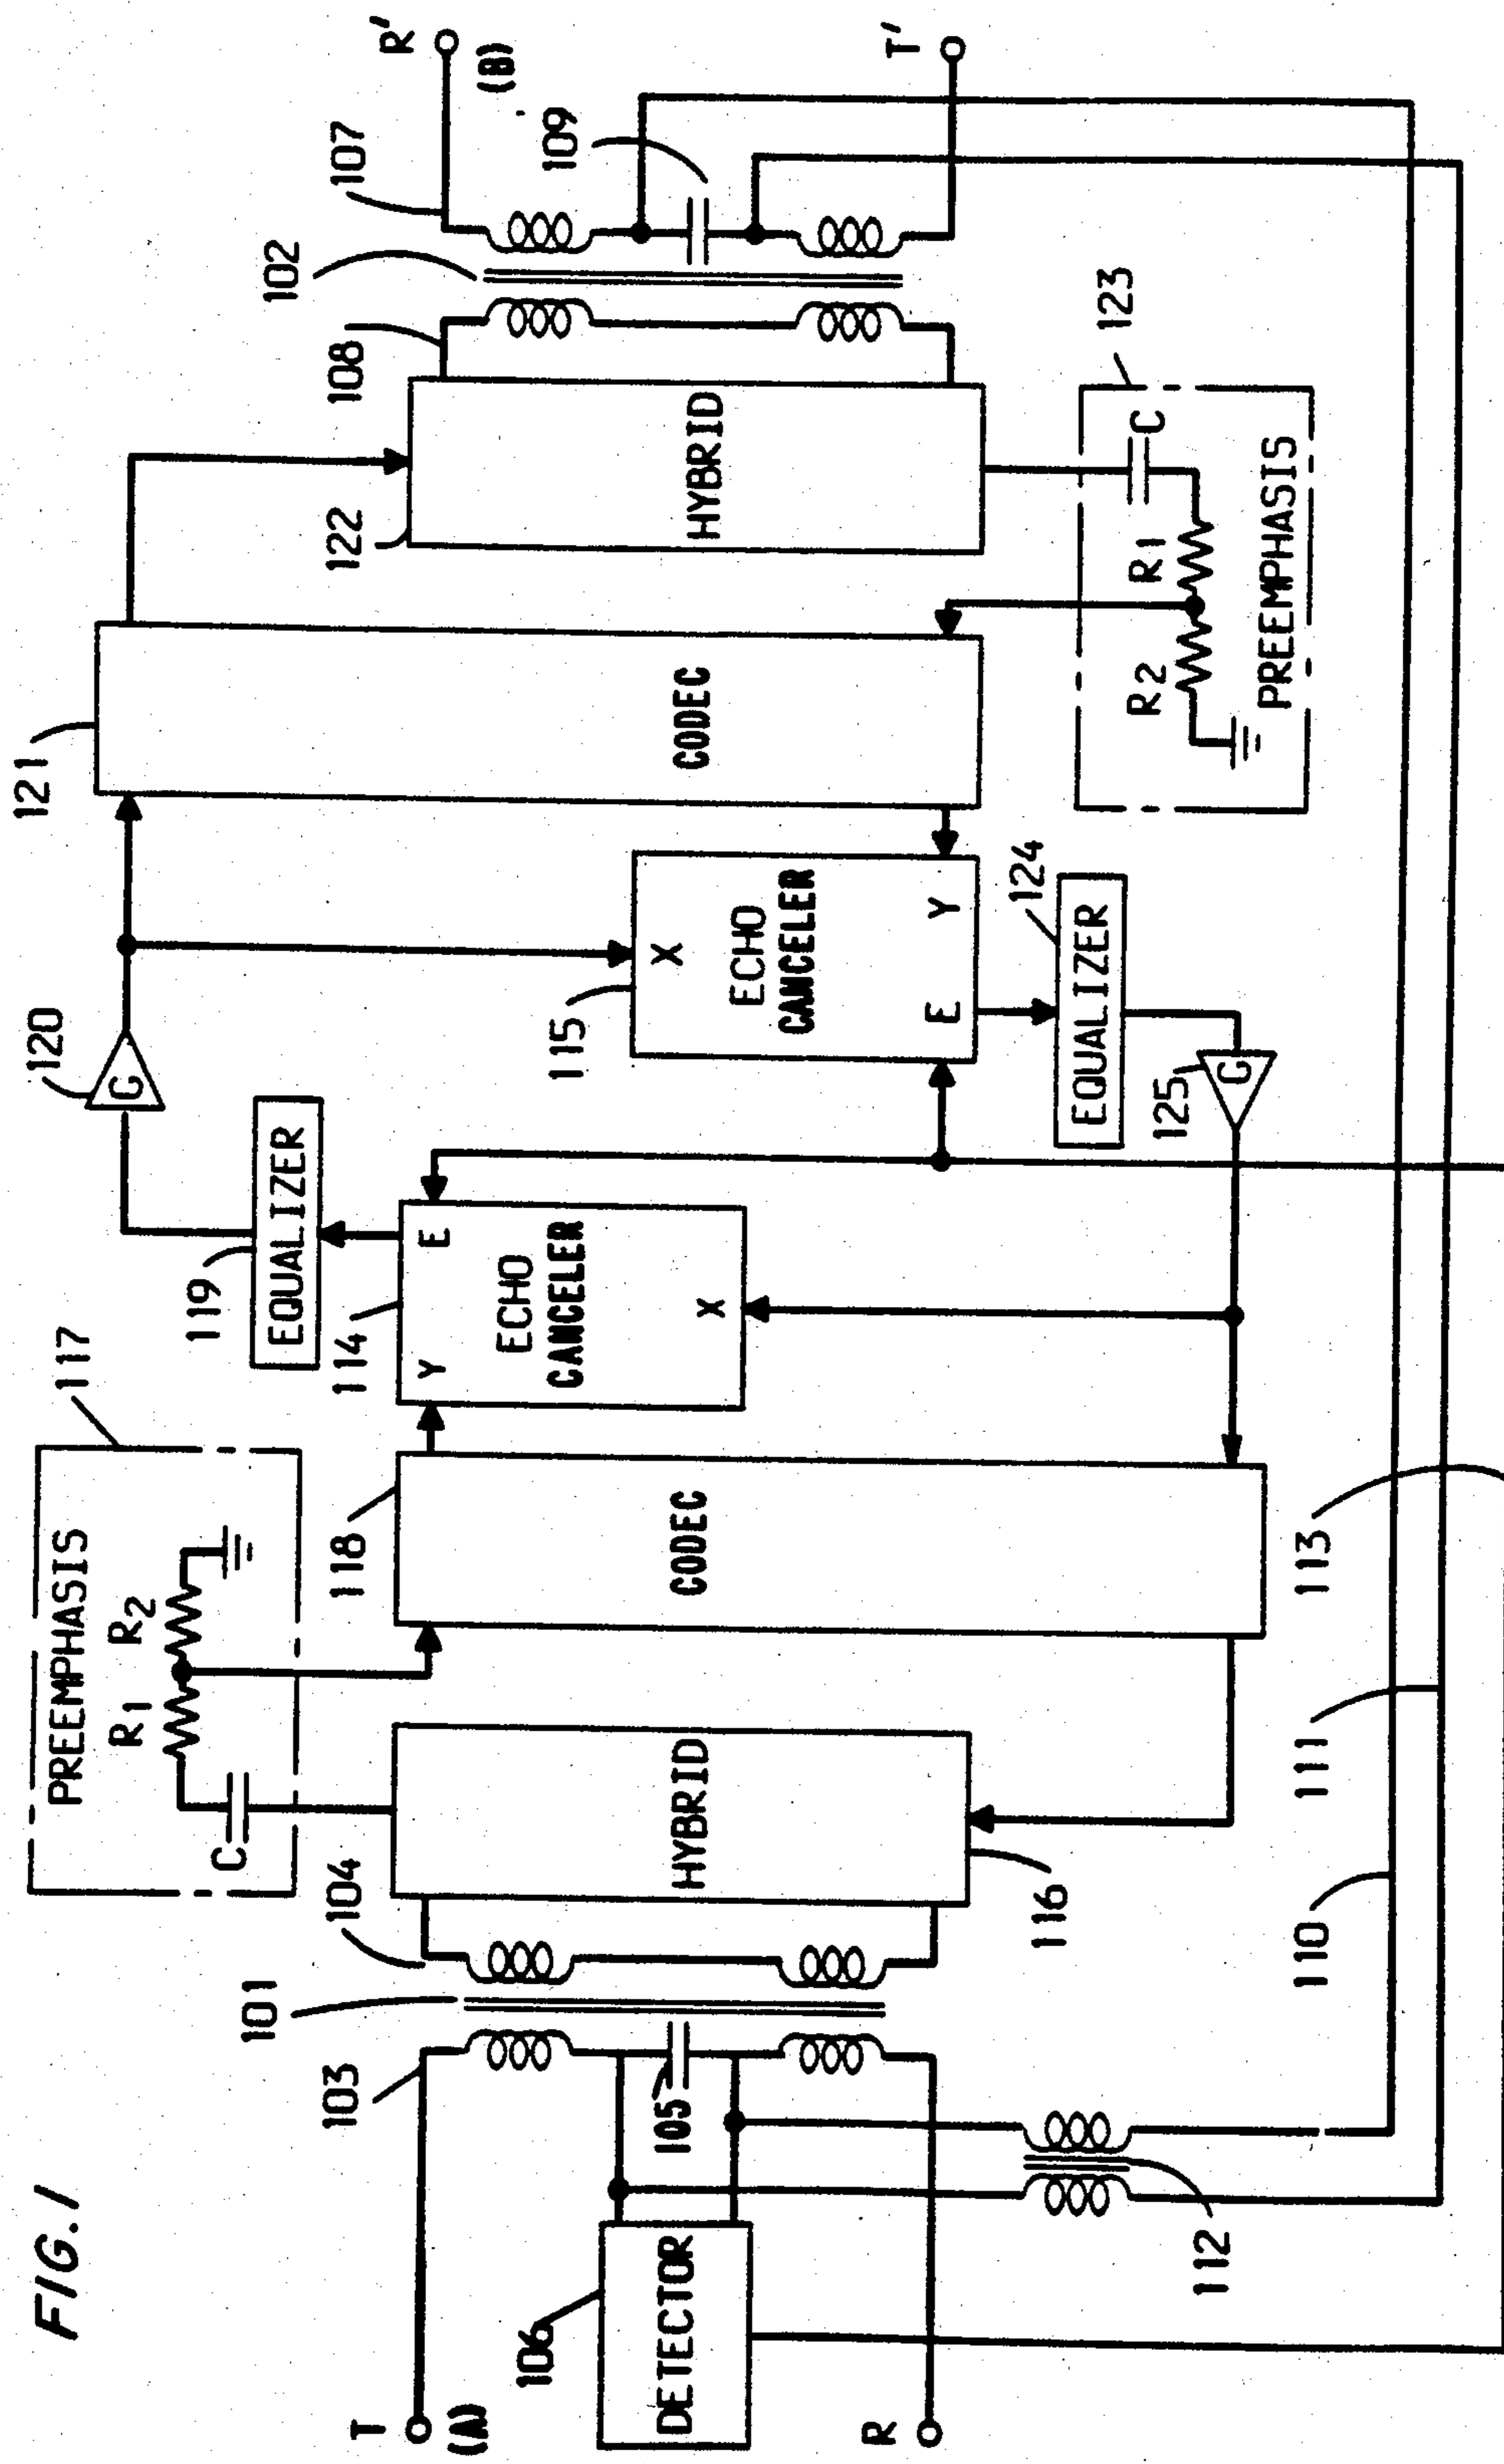 FIG. 1
T
(A)
R
106
DETECTOR
103
101
104
105
112
PREEMPHASIS
117
R1
R2
C
HYBRID
116
118
CODEC
110
111
113
114
Y
E
ECHO
CANCELER
X
119
EQUALIZER
120
G
115
X
ECHO
CANCELER
E
Y
124
EQUALIZER
125
G
121
CODEC
122
HYBRID
123
C
R2
R1
PREEMPHASIS
108
102
107
109
R'
(B)
T'